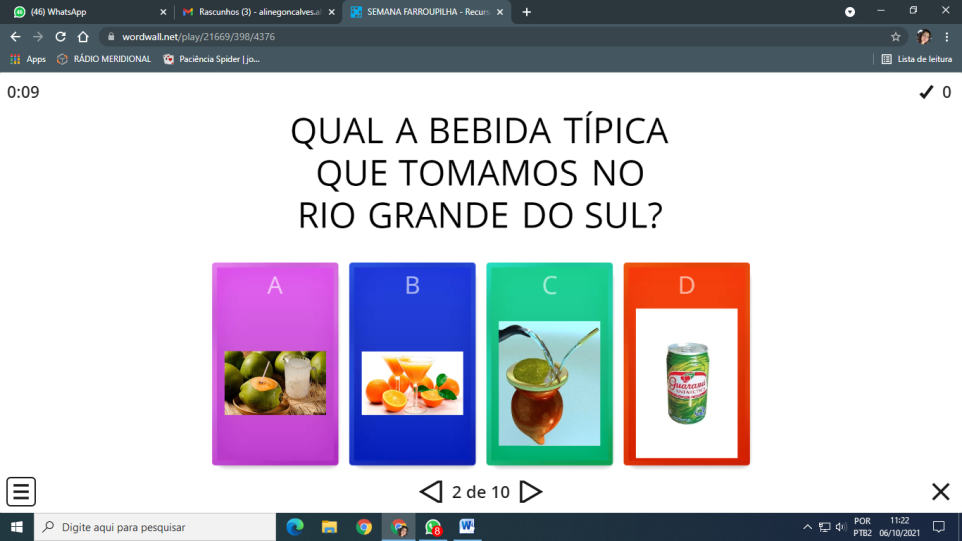 (46) WhatsApp
Rascunhos (3) - alinegoncalves.al
SEMANA FARROUPILHA - Recurs
wordwall.net/play/21669/398/4376
Apps
RÁDIO MERIDIONAL
Paciência Spider | jo...
Lista de leitura
0:09
0
QUAL A BEBIDA TÍPICA
QUE TOMAMOS NO
RIO GRANDE DO SUL?
A
B
C
D
Guaraná
ANTARCTICA
2 de 10
Digite aqui para pesquisar
8
POR
PTB2
11:22
06/10/2021